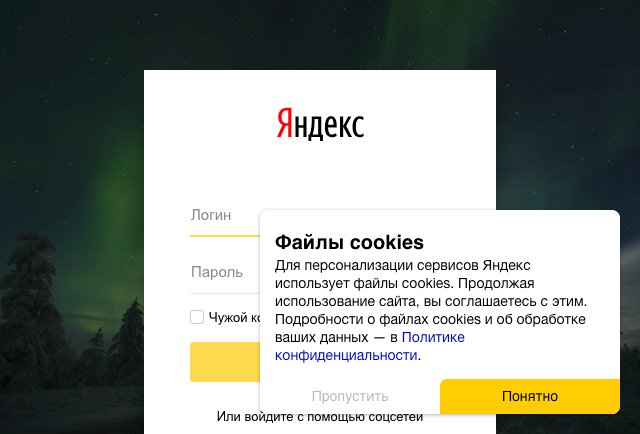 Яндекс
Логин
Пароль
Чужой
Файлы cookies
Для персонализации сервисов Яндекс
использует файлы cookies. Продолжая
использование сайта, вы соглашаетесь с этим.
Подробности о файлах cookies и об обработке
ваших данных — в Политике
конфиденциальности.
Пропустить
Понятно
Или войдите с помощью соцсетей